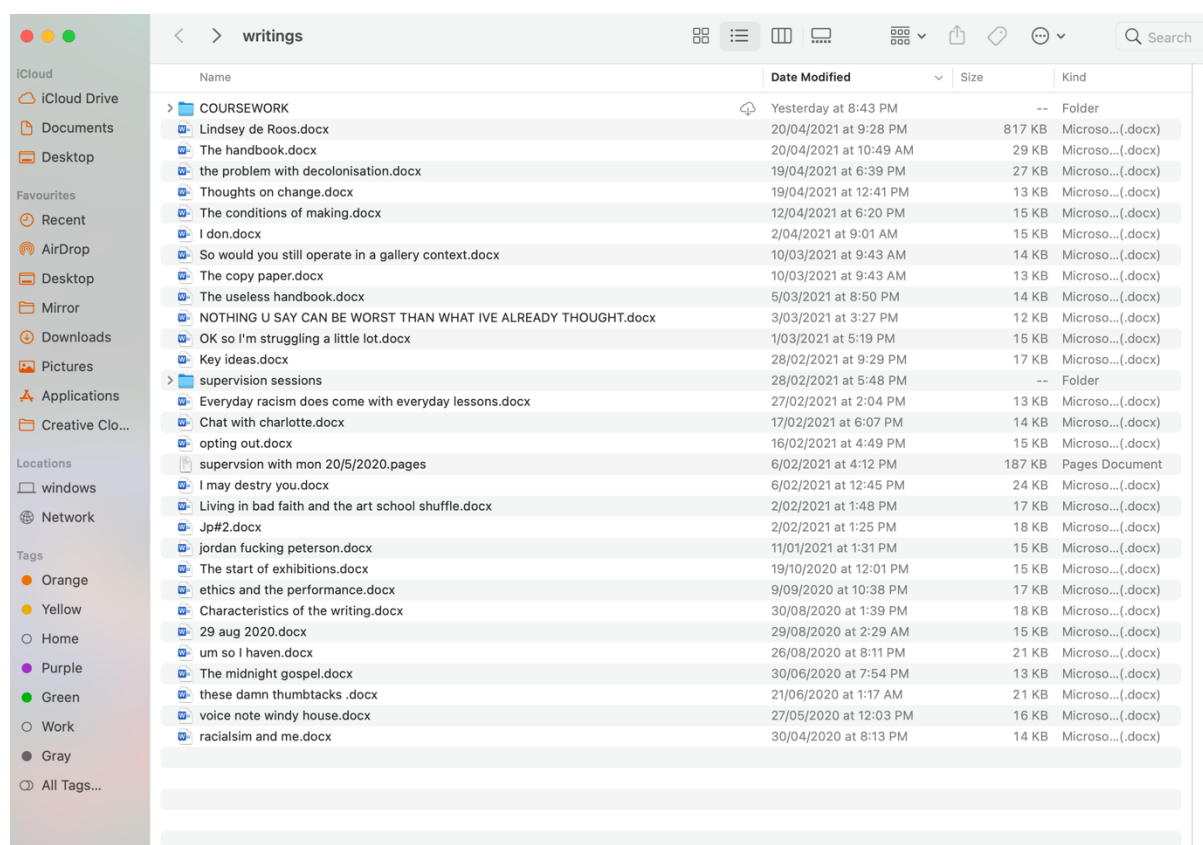 writings
Search
iCloud
iCloud Drive
Documents
Desktop
Favourites
Recent
AirDrop
Desktop
Mirror
Downloads
Pictures
Applications
Creative Clo...
Locations
windows
Network
Tags
Orange
Yellow
Home
Purple
Green
Work
Gray
All Tags...
Name Date Modified Size Kind
COURSEWORK Yesterday at 8:43 PM -- Folder
Lindsey de Roos.docx 20/04/2021 at 9:28 PM 817 KB Microso...(.docx)
The handbook.docx 20/04/2021 at 10:49 AM 29 KB Microso...(.docx)
the problem with decolonisation.docx 19/04/2021 at 6:39 PM 27 KB Microso...(.docx)
Thoughts on change.docx 19/04/2021 at 12:41 PM 13 KB Microso...(.docx)
The conditions of making.docx 12/04/2021 at 6:20 PM 15 KB Microso...(.docx)
I don.docx 2/04/2021 at 9:01 AM 15 KB Microso...(.docx)
So would you still operate in a gallery context.docx 10/03/2021 at 9:43 AM 14 KB Microso...(.docx)
The copy paper.docx 10/03/2021 at 9:43 AM 13 KB Microso...(.docx)
The useless handbook.docx 5/03/2021 at 8:50 PM 14 KB Microso...(.docx)
NOTHING U SAY CAN BE WORST THAN WHAT IVE ALREADY THOUGHT.docx 3/03/2021 at 3:27 PM 12 KB Microso...(.docx)
OK so I'm struggling a little lot.docx 1/03/2021 at 5:19 PM 15 KB Microso...(.docx)
Key ideas.docx 28/02/2021 at 9:29 PM 17 KB Microso...(.docx)
supervision sessions 28/02/2021 at 5:48 PM -- Folder
Everyday racism does come with everyday lessons.docx 27/02/2021 at 2:04 PM 13 KB Microso...(.docx)
Chat with charlotte.docx 17/02/2021 at 6:07 PM 14 KB Microso...(.docx)
opting out.docx 16/02/2021 at 4:49 PM 15 KB Microso...(.docx)
supervsion with mon 20/5/2020.pages 6/02/2021 at 4:12 PM 187 KB Pages Document
I may destry you.docx 6/02/2021 at 12:45 PM 24 KB Microso...(.docx)
Living in bad faith and the art school shuffle.docx 2/02/2021 at 1:48 PM 17 KB Microso...(.docx)
Jp#2.docx 2/02/2021 at 1:25 PM 18 KB Microso...(.docx)
jordan fucking peterson.docx 11/01/2021 at 1:31 PM 15 KB Microso...(.docx)
The start of exhibitions.docx 19/10/2020 at 12:01 PM 15 KB Microso...(.docx)
ethics and the performance.docx 9/09/2020 at 10:38 PM 17 KB Microso...(.docx)
Characteristics of the writing.docx 30/08/2020 at 1:39 PM 18 KB Microso...(.docx)
29 aug 2020.docx 29/08/2020 at 2:29 AM 15 KB Microso...(.docx)
um so I haven.docx 26/08/2020 at 8:11 PM 21 KB Microso...(.docx)
The midnight gospel.docx 30/06/2020 at 7:54 PM 13 KB Microso...(.docx)
these damn thumbtacks .docx 21/06/2020 at 1:17 AM 21 KB Microso...(.docx)
voice note windy house.docx 27/05/2020 at 12:03 PM 16 KB Microso...(.docx)
racialsim and me.docx 30/04/2020 at 8:13 PM 14 KB Microso...(.docx)